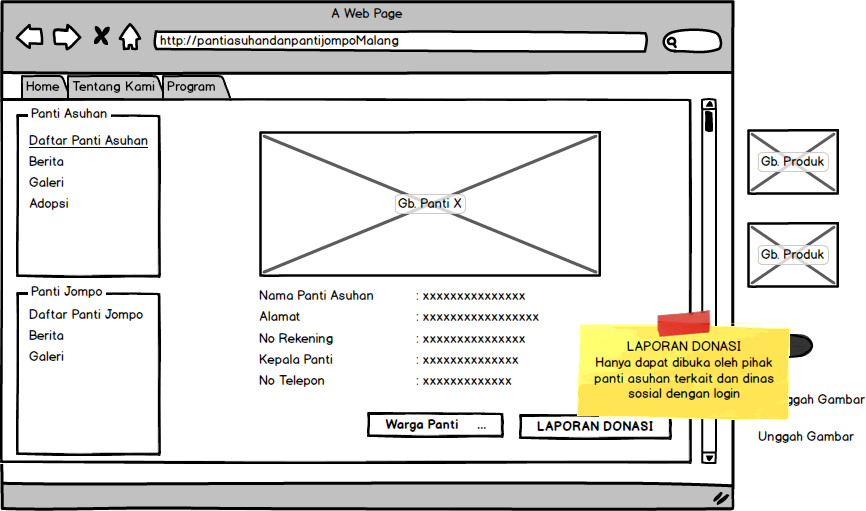 A Web Page
http://pantiasuhandanpantijompoMalang
Home
Tentang Kami
Program
Panti Asuhan
Daftar Panti Asuhan
Berita
Galeri
Adopsi
Panti Jompo
Daftar Panti Jompo
Berita
Galeri
Gb. Panti X
Nama Panti Asuhan : xxxxxxxxxxxxxxx
Alamat : xxxxxxxxxxxxxxxxx
No Rekening : xxxxxxxxxxxxxxx
Kepala Panti : xxxxxxxxxxxxxx
No Telepon : xxxxxxxxxxxxx
Warga Panti ...
LAPORAN DONASI
LAPORAN DONASI
Hanya dapat dibuka oleh pihak
panti asuhan terkait dan dinas
sosial dengan login
Gb. Produk
Gb. Produk
Gambar
Unggah Gambar